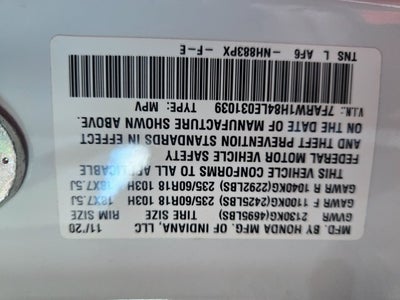 MFD. BY HONDA MFG. OF INDIANA, LLC 11/20
GVWR TIRE SIZE RIM SIZE
2130KG(4695LBS)
GAWR F 1100KG(2425LBS) 235/60R18 103H 18X7.5J
GAWR R 1040KG(2292LBS) 235/60R18 103H 18X7.5J
THIS VEHICLE CONFORMS TO ALL APPLICABLE
FEDERAL MOTOR VEHICLE SAFETY
AND THEFT PREVENTION STANDARDS IN EFFECT
ON THE DATE OF MANUFACTURE SHOWN ABOVE.
V.I.N.: 7FARW1H84LE031039 TYPE: MPV
NH883PX -F-E
TNS L AF6